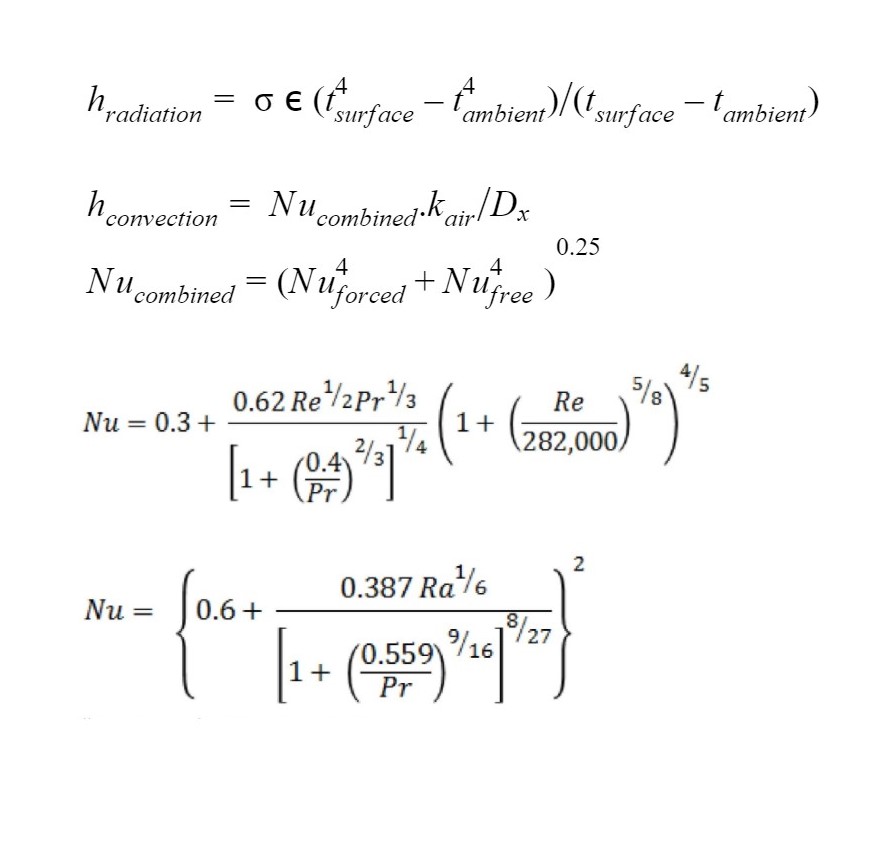 h_radiation = σ ϵ (t⁴_surface − t⁴_ambient)/(t_surface − t_ambient)
h_convection = Nu_combined.k_air/D_x
Nu_combined = (Nu⁴_forced + Nu⁴_free )^0.25
Nu = 0.3 + (0.62 Re^1/2 Pr^1/3)/([1 + (0.4/Pr)^2/3]^1/4) (1 + (Re/282,000)^5/8)^4/5
Nu = {0.6 + (0.387 Ra^1/6)/([1 + (0.559/Pr)^9/16]^8/27)}^2